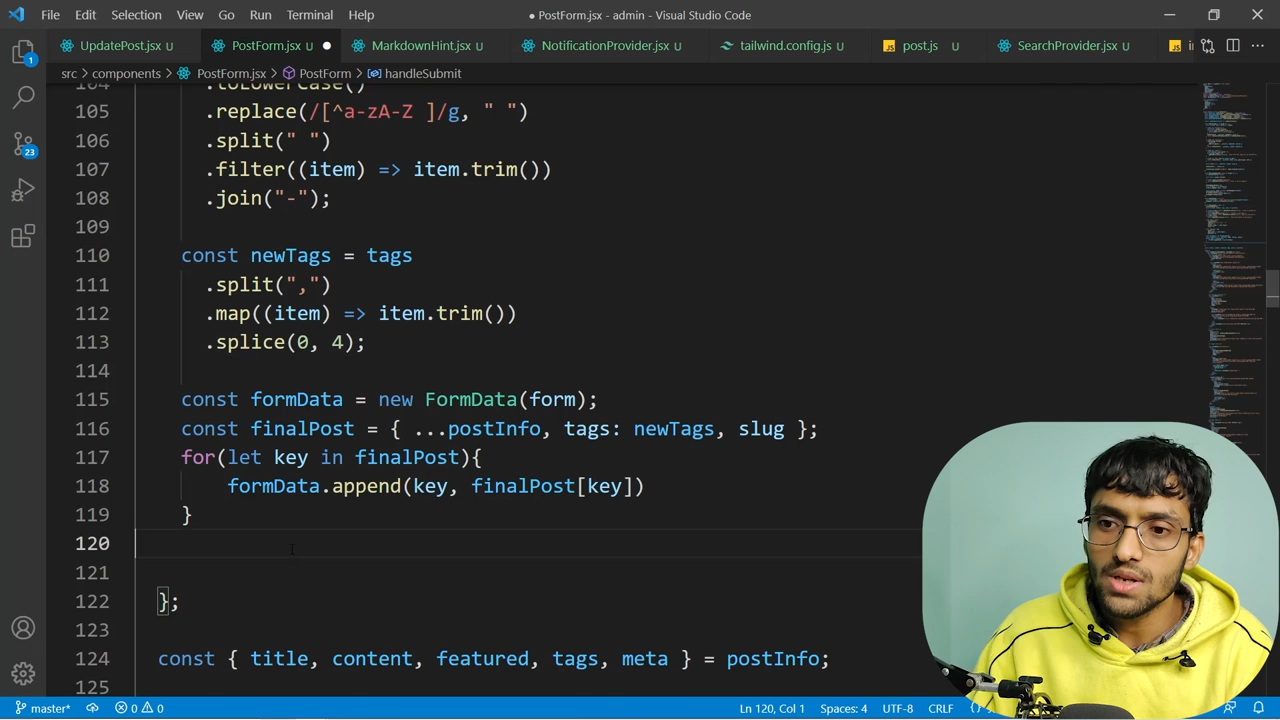 File Edit Selection View Go Run Terminal Help ● PostForm.jsx - admin - Visual Studio Code
UpdatePost.jsx U PostForm.jsx U MarkdownHint.jsx U NotificationProvider.jsx U tailwind.config.js U JS post.js U SearchProvider.jsx U JS
src > components > PostForm.jsx > PostForm > handleSubmit
104 .toLowerCase()
105 .replace(/[^a-zA-Z ]/g, " ")
106 .split(" ")
107 .filter((item) => item.trim())
108 .join("-");
109
110 const newTags = tags
111 .split(",")
112 .map((item) => item.trim())
113 .splice(0, 4);
114
115 const formData = new FormData(form);
116 const finalPost = { ...postInfo, tags: newTags, slug };
117 for(let key in finalPost){
118 formData.append(key, finalPost[key])
119 }
120
121
122 };
123
124 const { title, content, featured, tags, meta } = postInfo;
125
1
23
master* 0 0 Ln 120, Col 1 Spaces: 4 UTF-8 CRLF {}